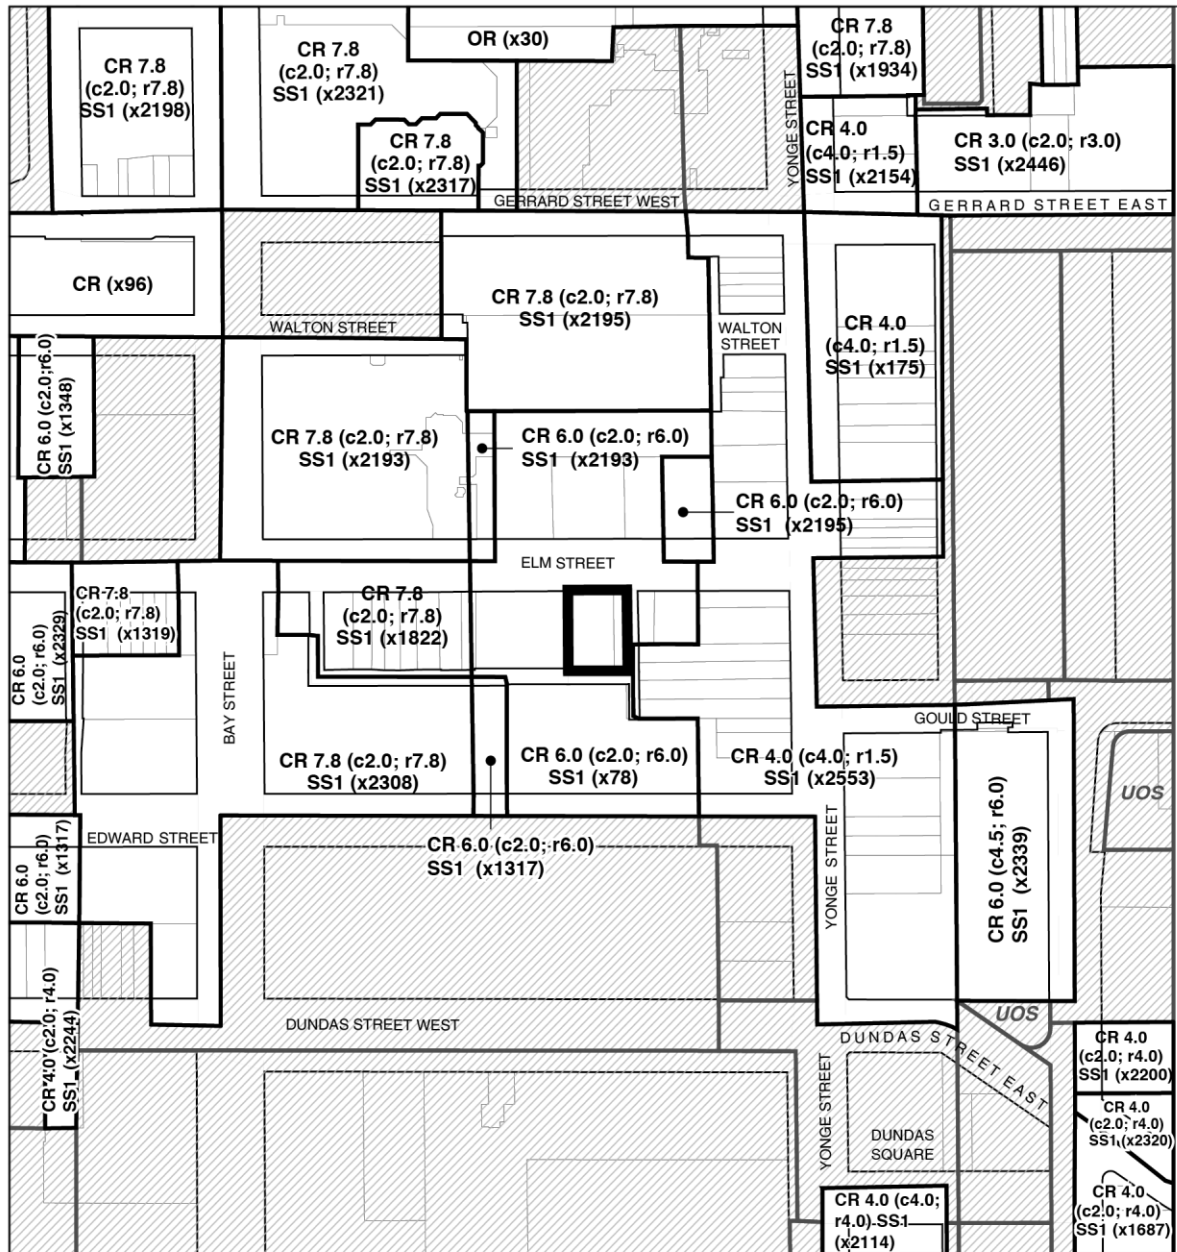 CR 7.8
(c2.0; r7.8)
SS1 (x2198)
CR 7.8
(c2.0; r7.8)
SS1 (x2321)
OR (x30)
CR 7.8
(c2.0; r7.8)
SS1 (x2317)
YONGE STREET
CR 7.8
(c2.0; r7.8)
SS1 (x1934)
CR 4.0
(c4.0; r1.5)
SS1 (x2154)
CR 3.0 (c2.0; r3.0)
SS1 (x2446)
GERRARD STREET WEST
GERRARD STREET EAST
CR (x96)
WALTON STREET
CR 7.8 (c2.0; r7.8)
SS1 (x2195)
WALTON
STREET
CR 4.0
(c4.0; r1.5)
SS1 (x175)
CR 6.0 (c2.0;r6.0)
SS1 (x1348)
CR 7.8 (c2.0; r7.8)
SS1 (x2193)
CR 6.0 (c2.0; r6.0)
SS1 (x2193)
CR 6.0 (c2.0; r6.0)
SS1 (x2195)
ELM STREET
CR 6.0
(c2.0; r6.0)
SS1 (x2329)
CR 7.8
(c2.0; r7.8)
SS1 (x1319)
CR 7.8
(c2.0; r7.8)
SS1 (x1822)
BAY STREET
CR 7.8 (c2.0; r7.8)
SS1 (x2308)
CR 6.0 (c2.0; r6.0)
SS1 (x78)
CR 4.0 (c4.0; r1.5)
SS1 (x2553)
GOULD STREET
UOS
CR 6.0 (c4.5; r6.0)
SS1 (x2339)
YONGE STREET
EDWARD STREET
CR 6.0
(c2.0; r6.0)
SS1 (x1317)
CR 6.0 (c2.0; r6.0)
SS1 (x1317)
CR 4.0 (c2.0; r4.0)
SS1 (x2244)
DUNDAS STREET WEST
UOS
DUNDAS STREET EAST
CR 4.0
(c2.0; r4.0)
SS1 (x2200)
YONGE STREET
DUNDAS
SQUARE
CR 4.0
(c2.0; r4.0)
SS1 (x2320)
CR 4.0 (c4.0;
r4.0) SS1
(x2114)
CR 4.0
(c2.0; r4.0)
SS1 (x1687)